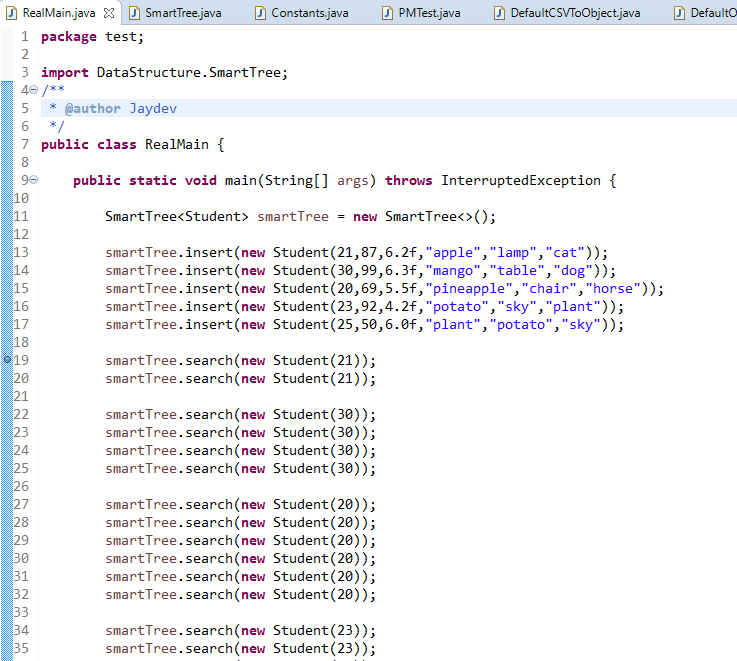 RealMain.java SmartTree.java Constants.java PMTest.java DefaultCSVToObject.java DefaultO
1 package test;
2
3 import DataStructure.SmartTree;
4 /**
5 * @author Jaydev
6 */
7 public class RealMain {
8
9 public static void main(String[] args) throws InterruptedException {
10
11 SmartTree<Student> smartTree = new SmartTree<>();
12
13 smartTree.insert(new Student(21,87,6.2f,"apple","lamp","cat"));
14 smartTree.insert(new Student(30,99,6.3f,"mango","table","dog"));
15 smartTree.insert(new Student(20,69,5.5f,"pineapple","chair","horse"));
16 smartTree.insert(new Student(23,92,4.2f,"potato","sky","plant"));
17 smartTree.insert(new Student(25,50,6.0f,"plant","potato","sky"));
18
19 smartTree.search(new Student(21));
20 smartTree.search(new Student(21));
21
22 smartTree.search(new Student(30));
23 smartTree.search(new Student(30));
24 smartTree.search(new Student(30));
25 smartTree.search(new Student(30));
26
27 smartTree.search(new Student(20));
28 smartTree.search(new Student(20));
29 smartTree.search(new Student(20));
30 smartTree.search(new Student(20));
31 smartTree.search(new Student(20));
32 smartTree.search(new Student(20));
33
34 smartTree.search(new Student(23));
35 smartTree.search(new Student(23));